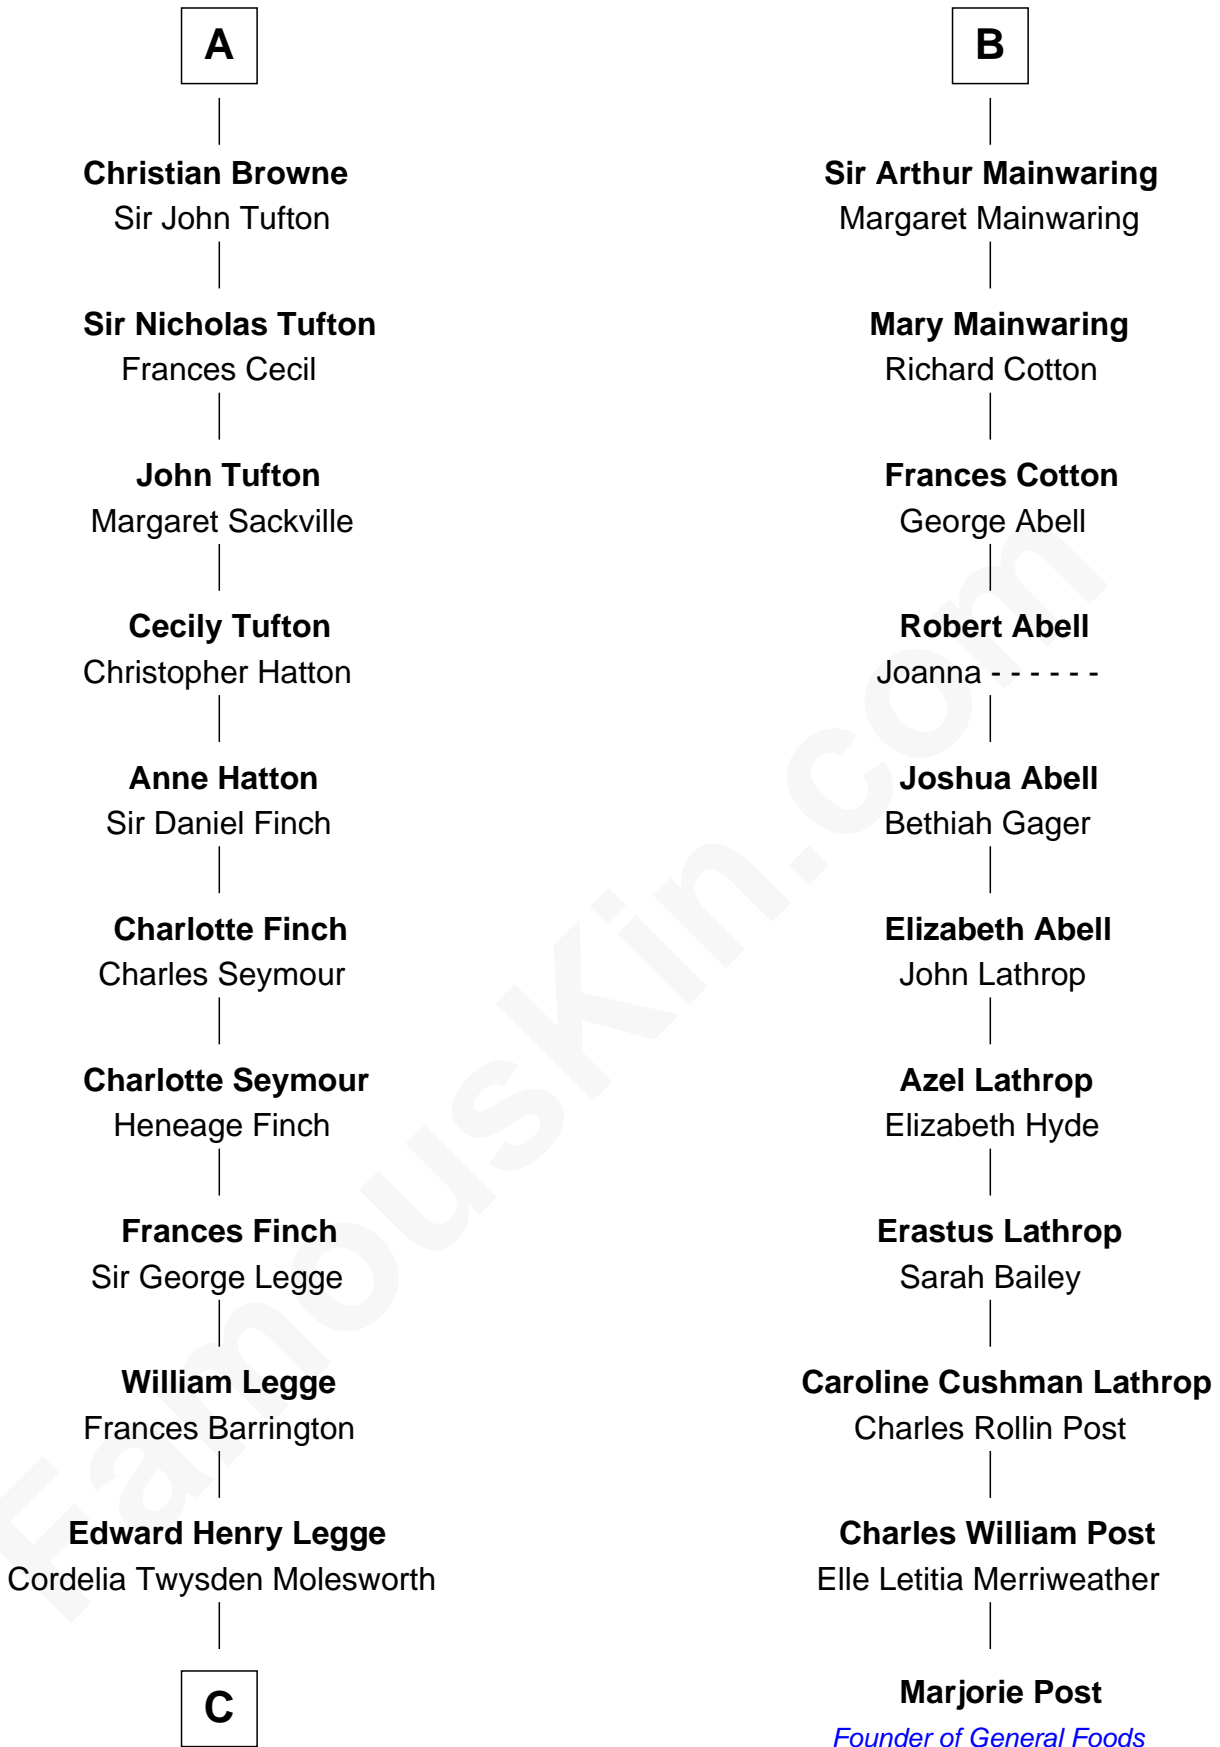 A
Christian Browne
Sir John Tufton
Sir Nicholas Tufton
Frances Cecil
John Tufton
Margaret Sackville
Cecily Tufton
Christopher Hatton
Anne Hatton
Sir Daniel Finch
Charlotte Finch
Charles Seymour
Charlotte Seymour
Heneage Finch
Frances Finch
Sir George Legge
William Legge
Frances Barrington
Edward Henry Legge
Cordelia Twysden Molesworth
C
B
Sir Arthur Mainwaring
Margaret Mainwaring
Mary Mainwaring
Richard Cotton
Frances Cotton
George Abell
Robert Abell
Joanna - - - - - -
Joshua Abell
Bethiah Gager
Elizabeth Abell
John Lathrop
Azel Lathrop
Elizabeth Hyde
Erastus Lathrop
Sarah Bailey
Caroline Cushman Lathrop
Charles Rollin Post
Charles William Post
Elle Letitia Merriweather
Marjorie Post
Founder of General Foods
FamousKin.com